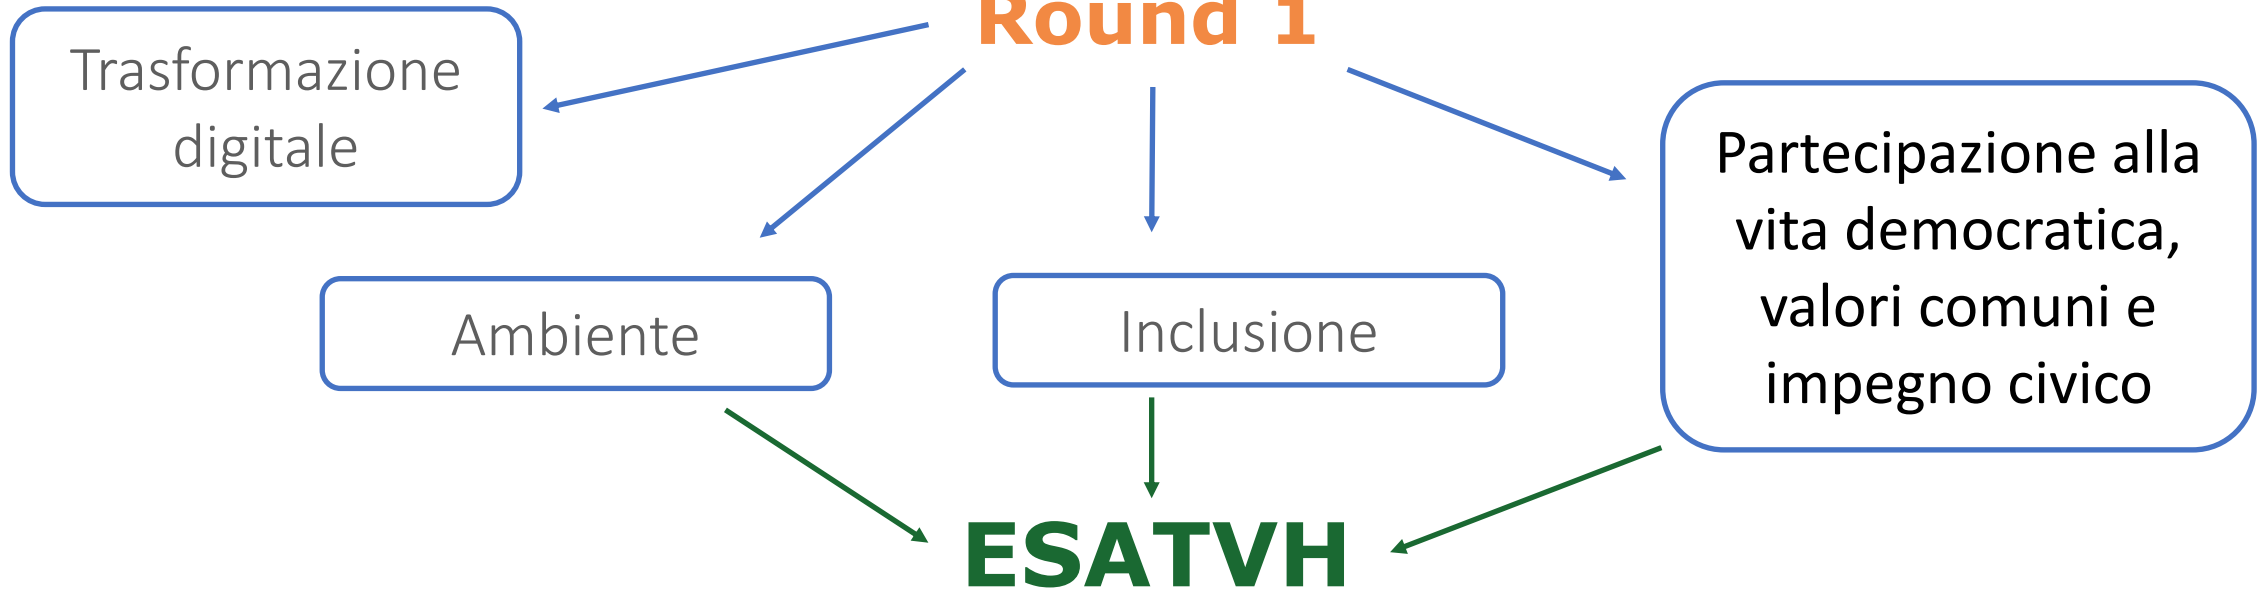 Round 1
Trasformazione
digitale
Partecipazione alla
vita democratica,
valori comuni e
impegno civico
Ambiente
Inclusione
ESATVH